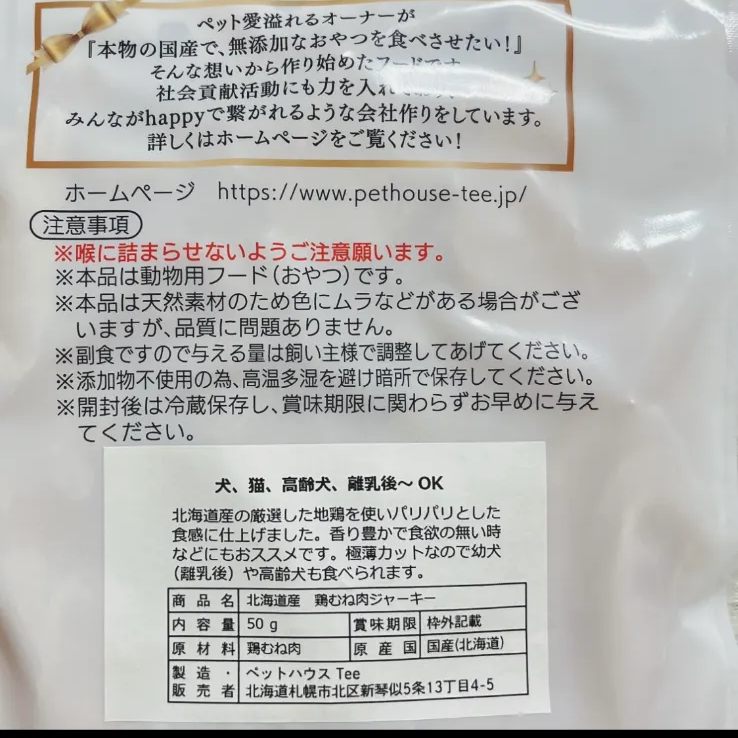 ペット愛溢れるオーナーが
『本物の国産で、無添加なおやつを食べさせたい!』
そんな想いから作り始めたフードです
社会貢献活動にも力を入れ
みんながhappyで繋がれるような会社作りをしています。
詳しくはホームページをご覧ください!
ホームページ https://www.pethouse-tee.jp/
注意事項
※喉に詰まらせないようご注意願います。
※本品は動物用フード(おやつ)です。
※本品は天然素材のため色にムラなどがある場合がござ
いますが、品質に問題ありません。
※副食ですので与える量は飼い主様で調整してあげてください。
※添加物不使用の為、高温多湿を避け暗所で保存してください。
※開封後は冷蔵保存し、賞味期限に関わらずお早めに与え
てください。
犬、猫、高齢犬、離乳後〜 OK
北海道産の厳選した地鶏を使いパリパリとした
食感に仕上げました。香り豊かで食欲の無い時
などにもおススメです。極薄カットなので幼犬
(離乳後)や高齢犬も食べられます。
商品名 北海道産 鶏むね肉ジャーキー
内容量 50g 賞味期限 枠外記載
原材料 鶏むね肉 原産国 国産(北海道)
製造・ ペットハウス Tee
販売者 北海道札幌市北区新琴似5条13丁目4-5